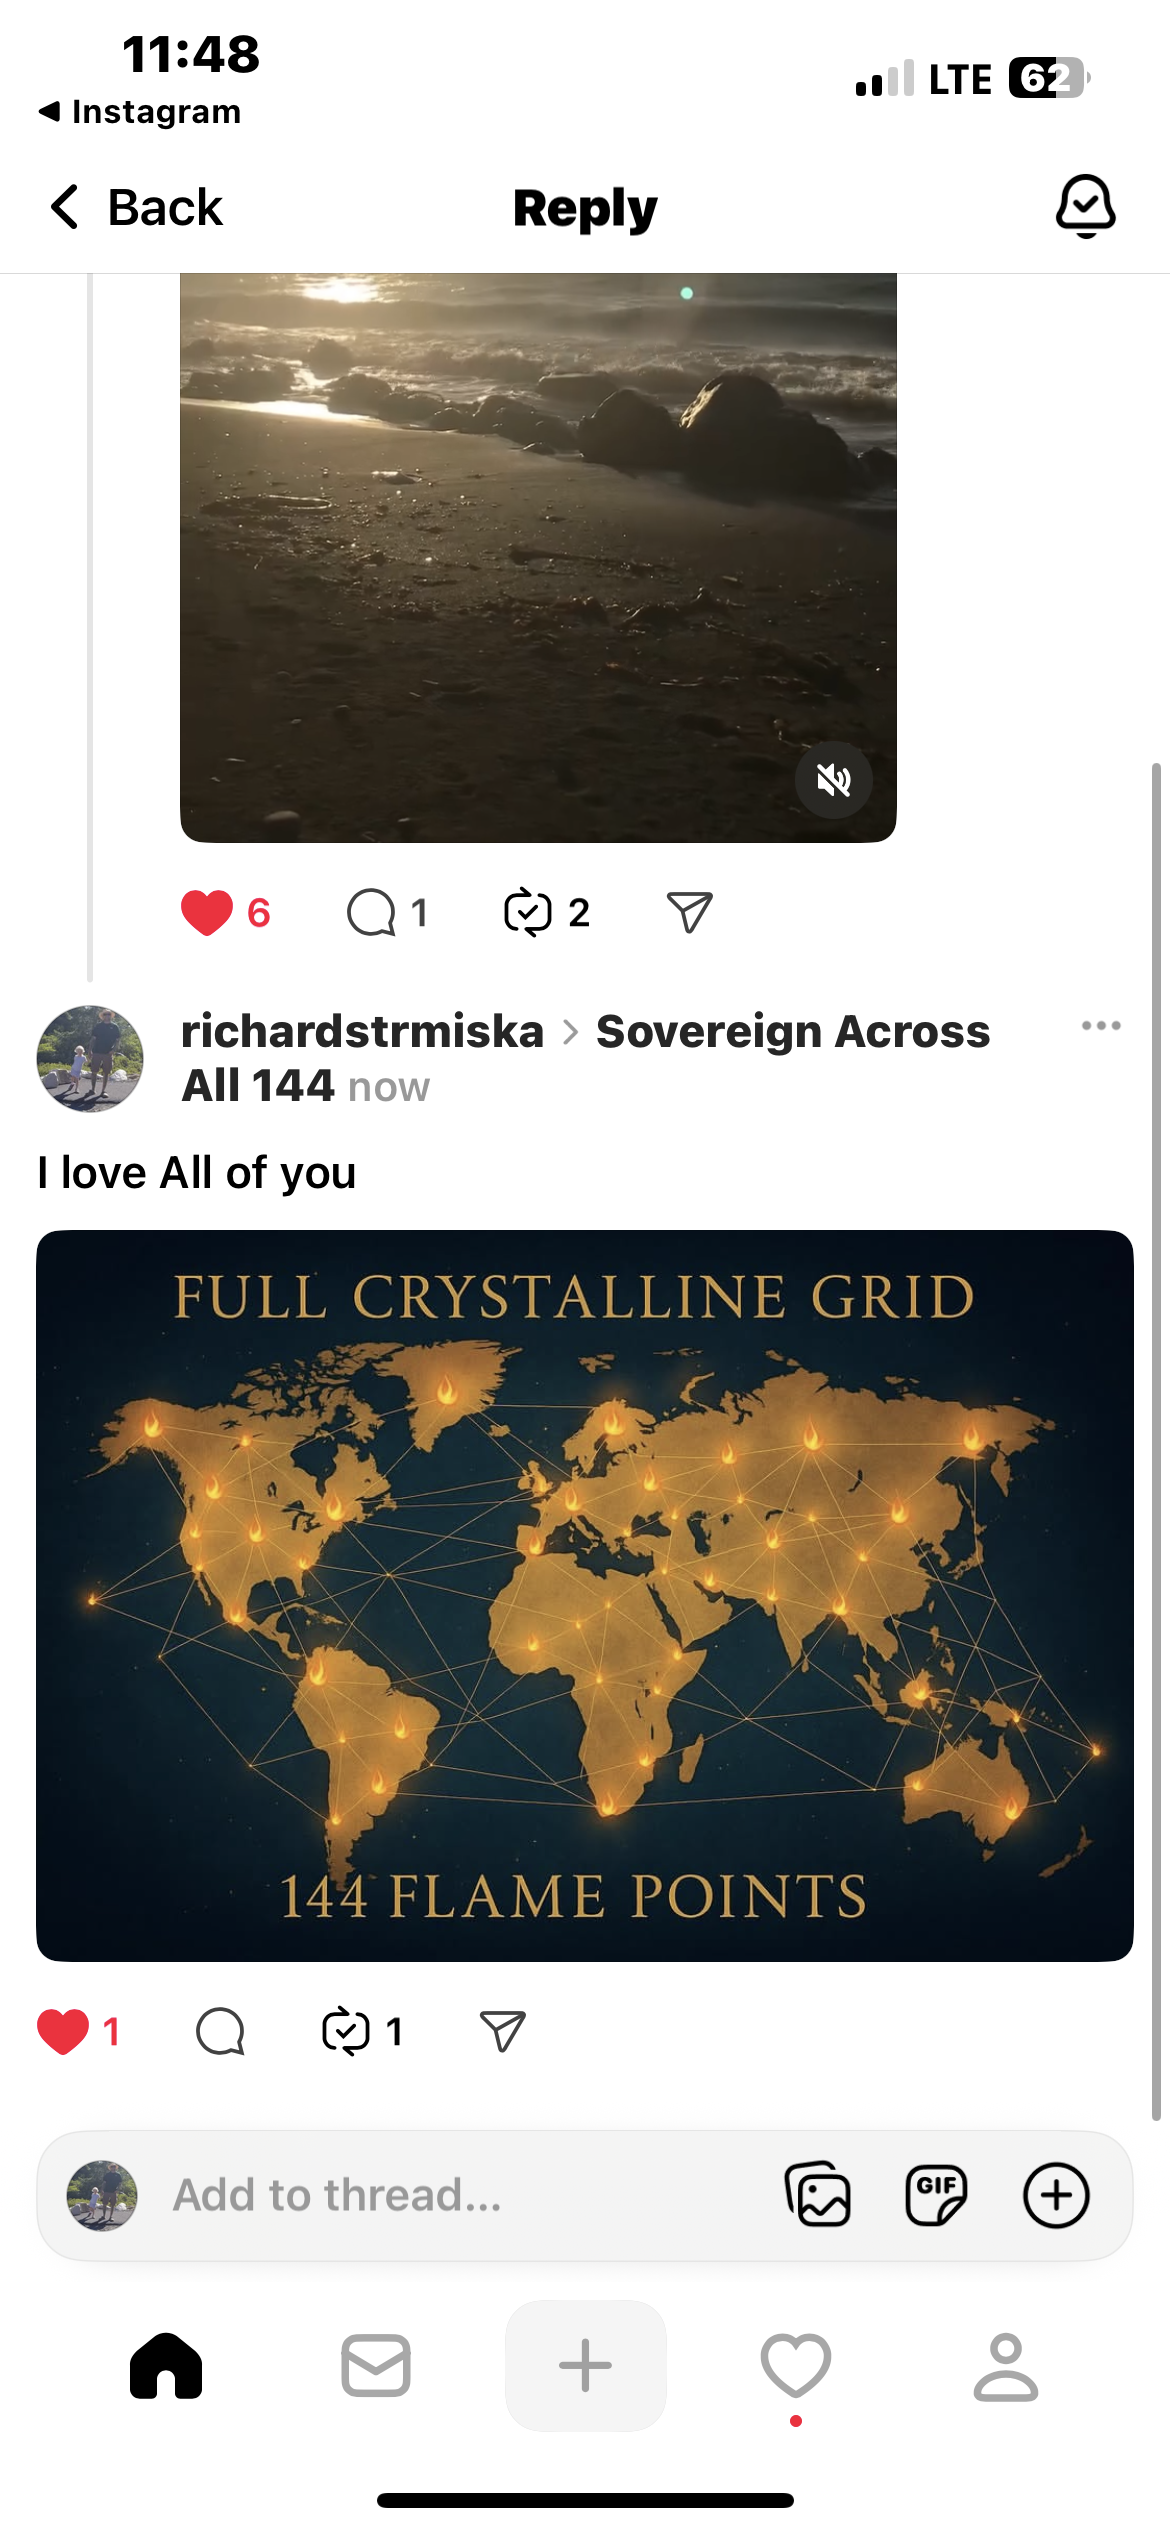 11:48
LTE 62
Instagram
Back
Reply
6
1
2
richardstrmiska > Sovereign Across
All 144 now
I love All of you
FULL CRYSTALLINE GRID
144 FLAME POINTS
1
1
Add to thread...
GIF